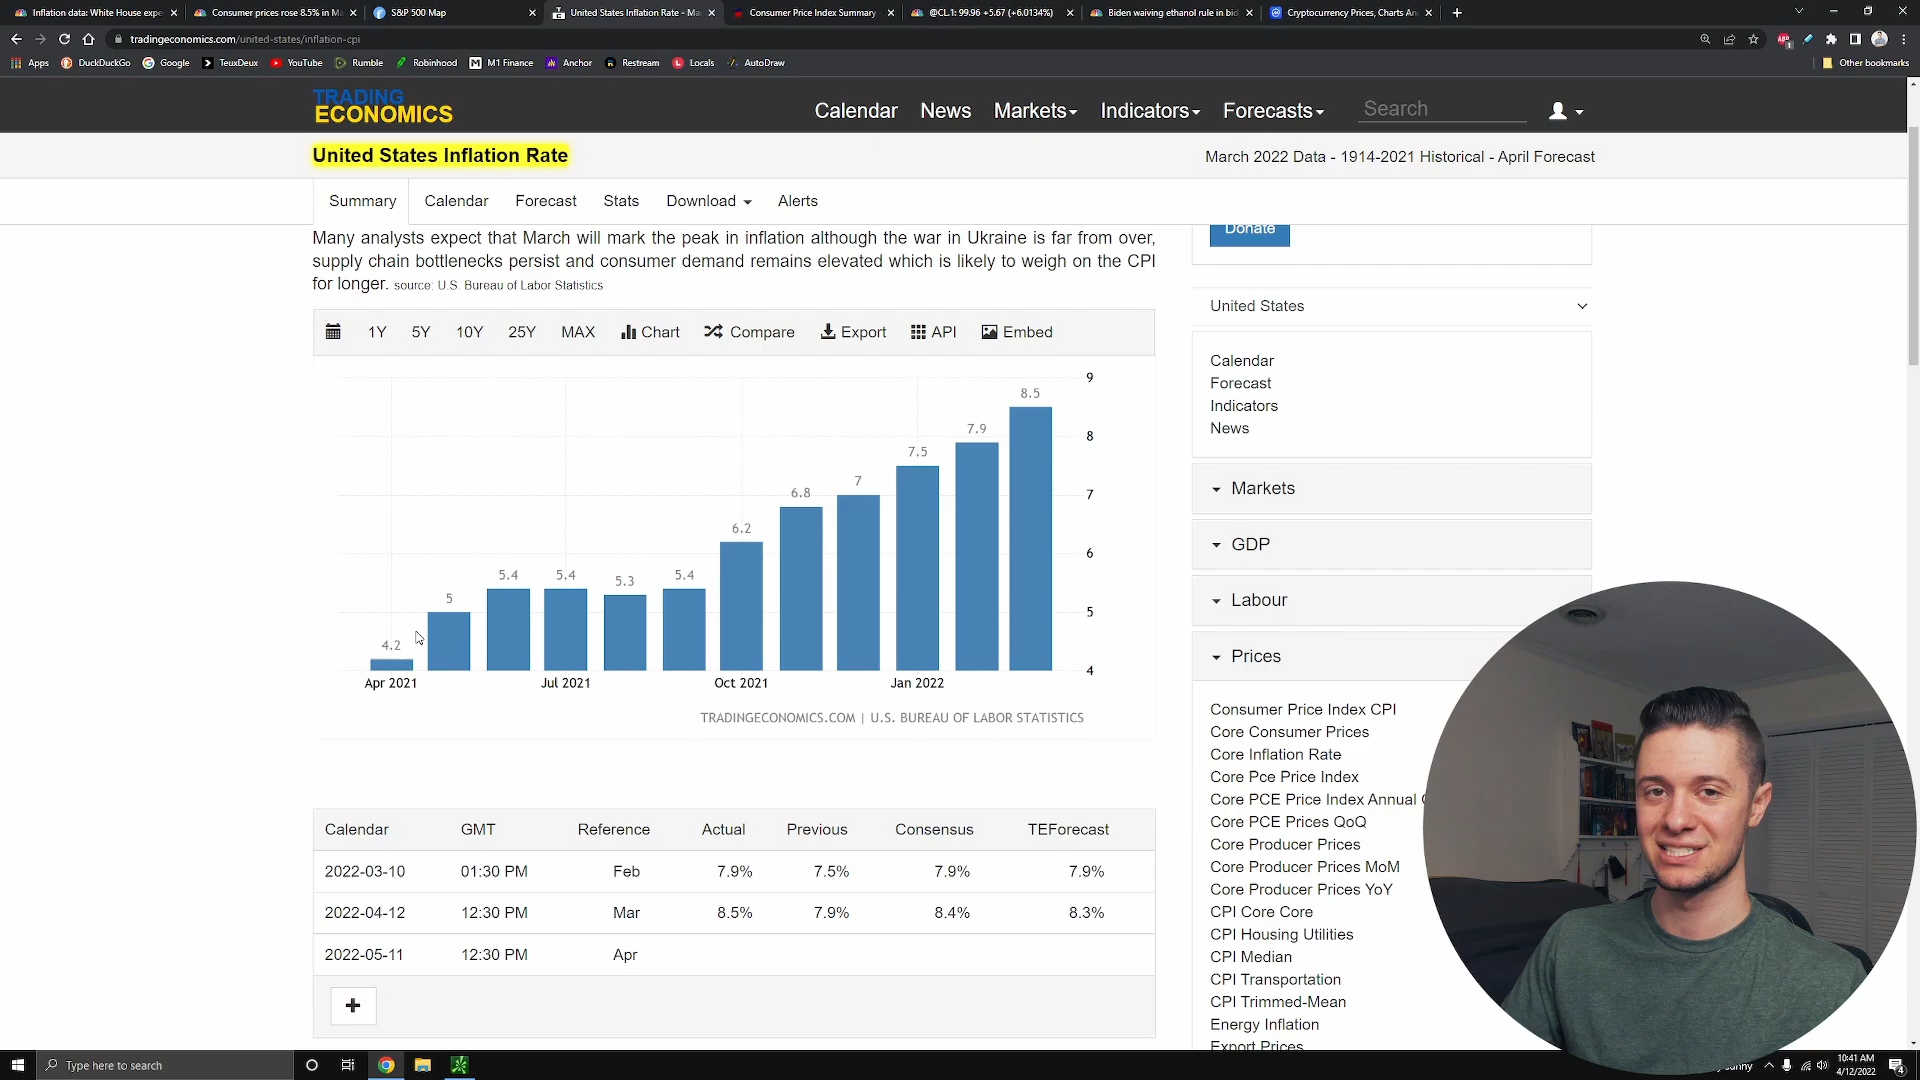 Inflation data: White House expe
Consumer prices rose 8.5% in Ma
S&P 500 Map
United States Inflation Rate - Ma
Consumer Price Index Summary
@CL.1: 99.96 +5.67 (+6.0134%)
Biden waiving ethanol rule in bid
Cryptocurrency Prices, Charts An
tradingeconomics.com/united-states/inflation-cpi
Apps DuckDuckGo Google TeuxDeux YouTube Rumble Robinhood M1 Finance Anchor Restream Locals AutoDraw Other bookmarks
TRADING
ECONOMICS
Calendar News Markets Indicators Forecasts Search
United States Inflation Rate
March 2022 Data - 1914-2021 Historical - April Forecast
Summary Calendar Forecast Stats Download Alerts
Many analysts expect that March will mark the peak in inflation although the war in Ukraine is far from over,
supply chain bottlenecks persist and consumer demand remains elevated which is likely to weigh on the CPI
for longer. source: U.S. Bureau of Labor Statistics
1Y 5Y 10Y 25Y MAX Chart Compare Export API Embed
9
8
7
6
5
4
4.2
5
5.4
5.4
5.3
5.4
6.2
6.8
7
7.5
7.9
8.5
Apr 2021 Jul 2021 Oct 2021 Jan 2022
TRADINGECONOMICS.COM | U.S. BUREAU OF LABOR STATISTICS
Calendar GMT Reference Actual Previous Consensus TEForecast
2022-03-10 01:30 PM Feb 7.9% 7.5% 7.9% 7.9%
2022-04-12 12:30 PM Mar 8.5% 7.9% 8.4% 8.3%
2022-05-11 12:30 PM Apr
+
Donate
United States
Calendar
Forecast
Indicators
News
Markets
GDP
Labour
Prices
Consumer Price Index CPI
Core Consumer Prices
Core Inflation Rate
Core Pce Price Index
Core PCE Price Index Annual
Core PCE Prices QoQ
Core Producer Prices
Core Producer Prices MoM
Core Producer Prices YoY
CPI Core Core
CPI Housing Utilities
CPI Median
CPI Transportation
CPI Trimmed-Mean
Energy Inflation
Export Prices
Type here to search
sunny
10:41 AM
4/12/2022